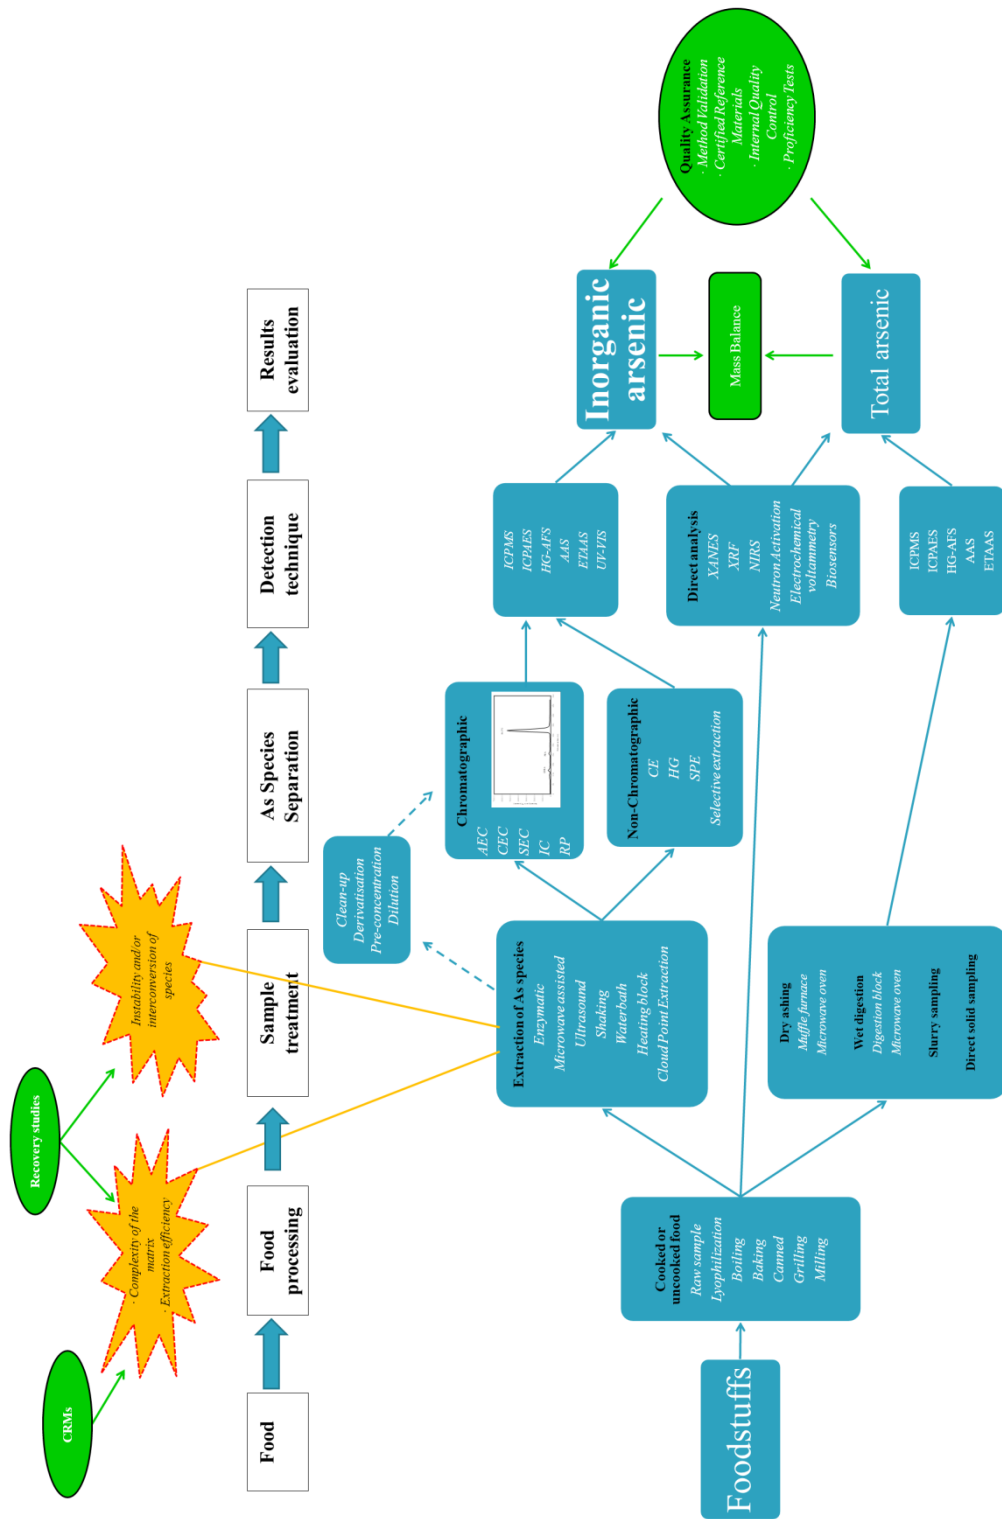 CRMs
Recovery studies
· Complexity of the
matrix
· Extraction efficiency
Instability and/or
interconversion of
species
Food
Food
processing
Sample
treatment
As Species
Separation
Detection
technique
Results
evaluation
Foodstuffs
Cooked or
uncooked food
Raw sample
Lyophilization
Boiling
Baking
Canned
Grilling
Milling
Extraction of As species
Enzymatic
Microwave assisted
Ultrasound
Shaking
Waterbath
Heating block
Cloud Point Extraction
Dry ashing
Muffle furnace
Microwave oven
Wet digestion
Digestion block
Microwave oven
Slurry sampling
Direct solid sampling
Clean-up
Derivatisation
Pre-concentration
Dilution
Chromatographic
AEC
CEC
SEC
IC
RP
Non-Chromatographic
CE
HG
SPE
Selective extraction
ICPMS
ICPAES
HG-AFS
AAS
ETAAS
UV-VIS
Direct analysis
XANES
XRF
NIRS
Neutron Activation
Electrochemical
voltammetry
Biosensors
ICPMS
ICPAES
HG-AFS
AAS
ETAAS
Inorganic
arsenic
Mass Balance
Total arsenic
Quality Assurance
· Method Validation
· Certified Reference
Materials
· Internal Quality
Control
· Proficiency Tests